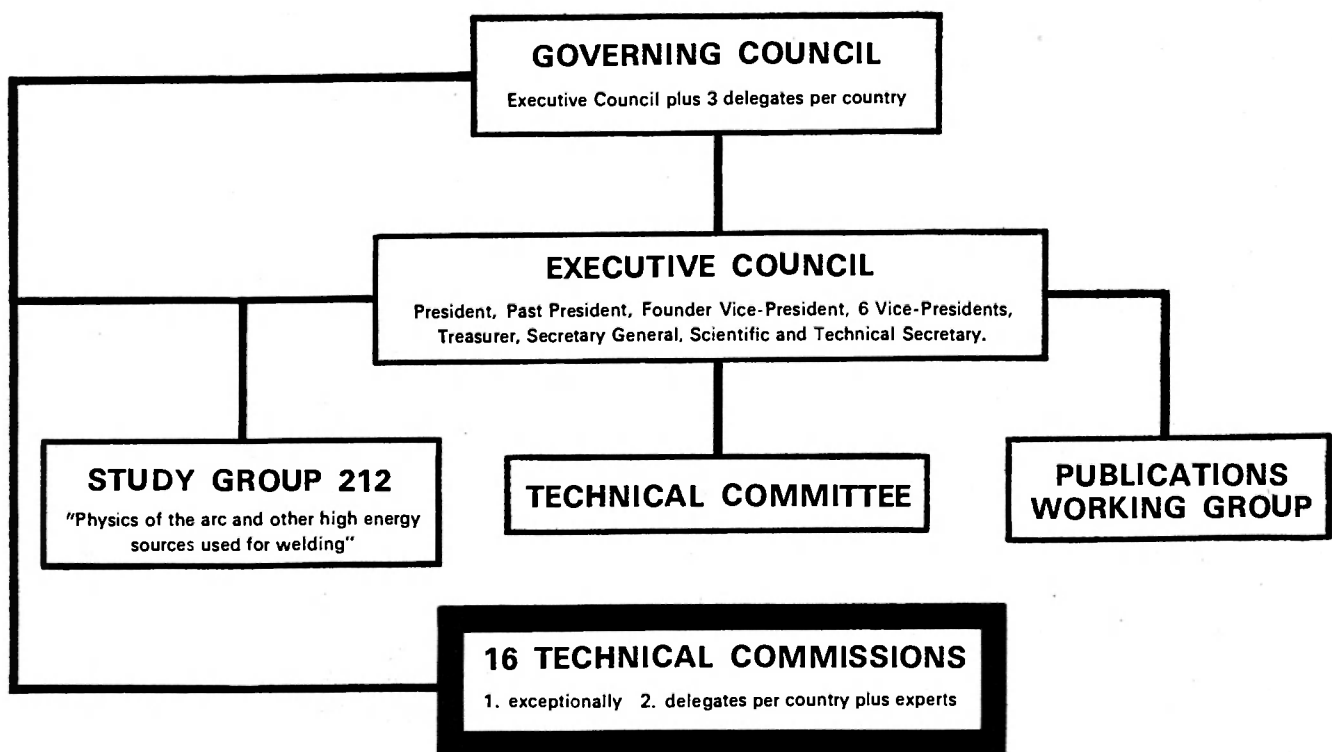 GOVERNING COUNCIL
Executive Council plus 3 delegates per country
EXECUTIVE COUNCIL
President, Past President, Founder Vice-President, 6 Vice-Presidents,
Treasurer, Secretary General, Scientific and Technical Secretary.
STUDY GROUP 212
"Physics of the arc and other high energy
sources used for welding"
TECHNICAL COMMITTEE
PUBLICATIONS
WORKING GROUP
16 TECHNICAL COMMISSIONS
1. exceptionally 2. delegates per country plus experts